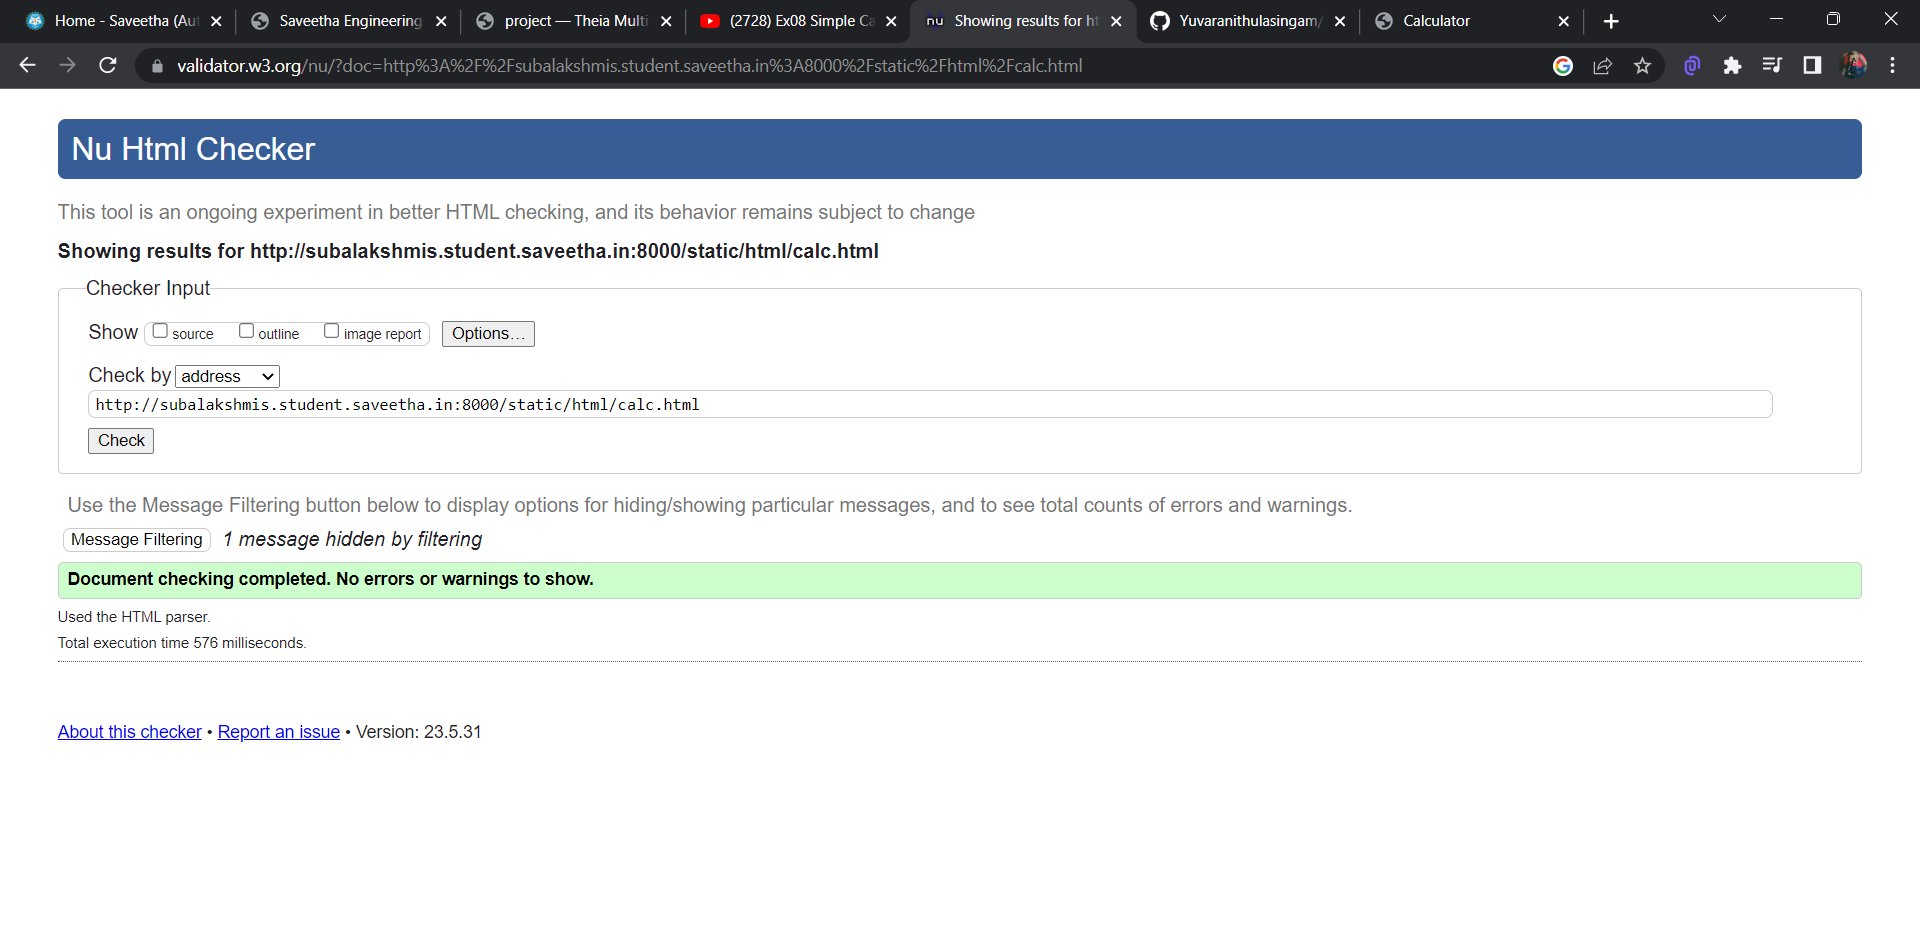 Home - Saveetha (Aut
Saveetha Engineering
project — Theia Multi
(2728) Ex08 Simple Ca
nu Showing results for ht
Yuvaranithulasingam/
Calculator
validator.w3.org/nu/?doc=http%3A%2F%2Fsubalakshmis.student.saveetha.in%3A8000%2Fstatic%2Fhtml%2Fcalc.html
Nu Html Checker
This tool is an ongoing experiment in better HTML checking, and its behavior remains subject to change
Showing results for http://subalakshmis.student.saveetha.in:8000/static/html/calc.html
Checker Input
Show source outline image report Options...
Check by address
http://subalakshmis.student.saveetha.in:8000/static/html/calc.html
Check
Use the Message Filtering button below to display options for hiding/showing particular messages, and to see total counts of errors and warnings.
Message Filtering 1 message hidden by filtering
Document checking completed. No errors or warnings to show.
Used the HTML parser.
Total execution time 576 milliseconds.
About this checker • Report an issue • Version: 23.5.31